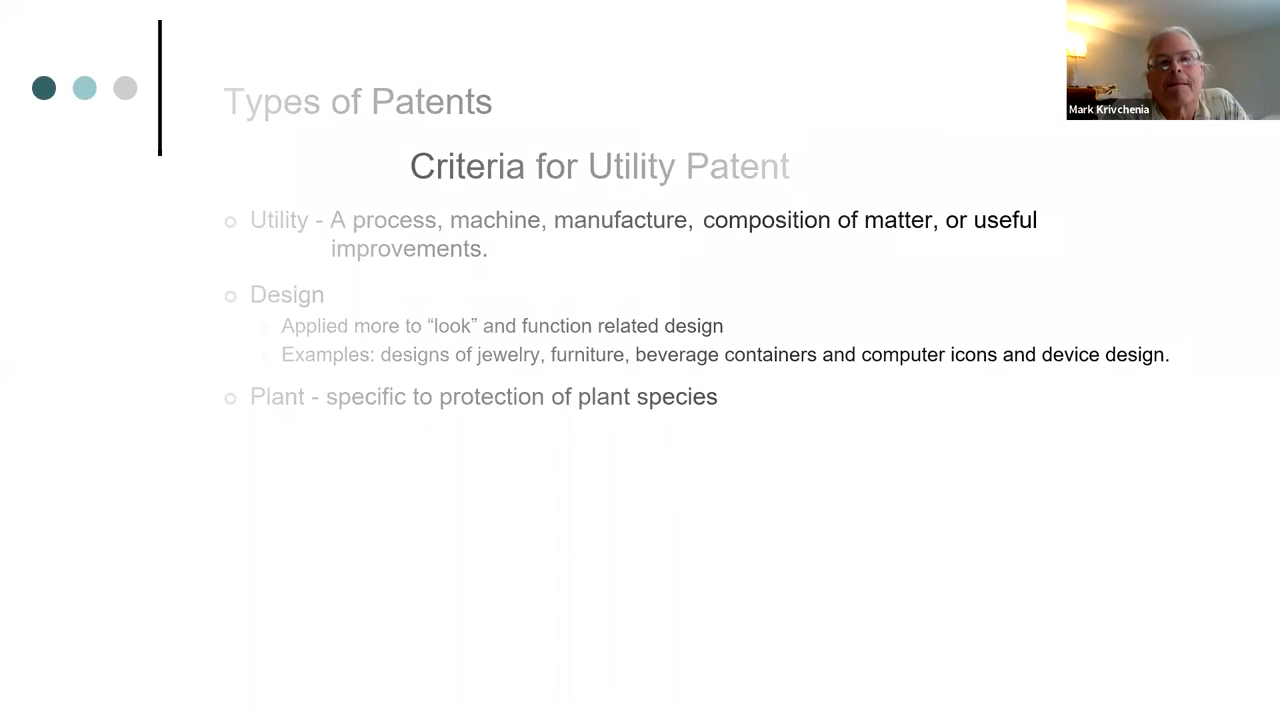 Types of Patents
Criteria for Utility Patent
Utility - A process, machine, manufacture, composition of matter, or useful
improvements.
Design
Applied more to “look” and function related design
Examples: designs of jewelry, furniture, beverage containers and computer icons and device design.
Plant - specific to protection of plant species
Mark Krivchenia